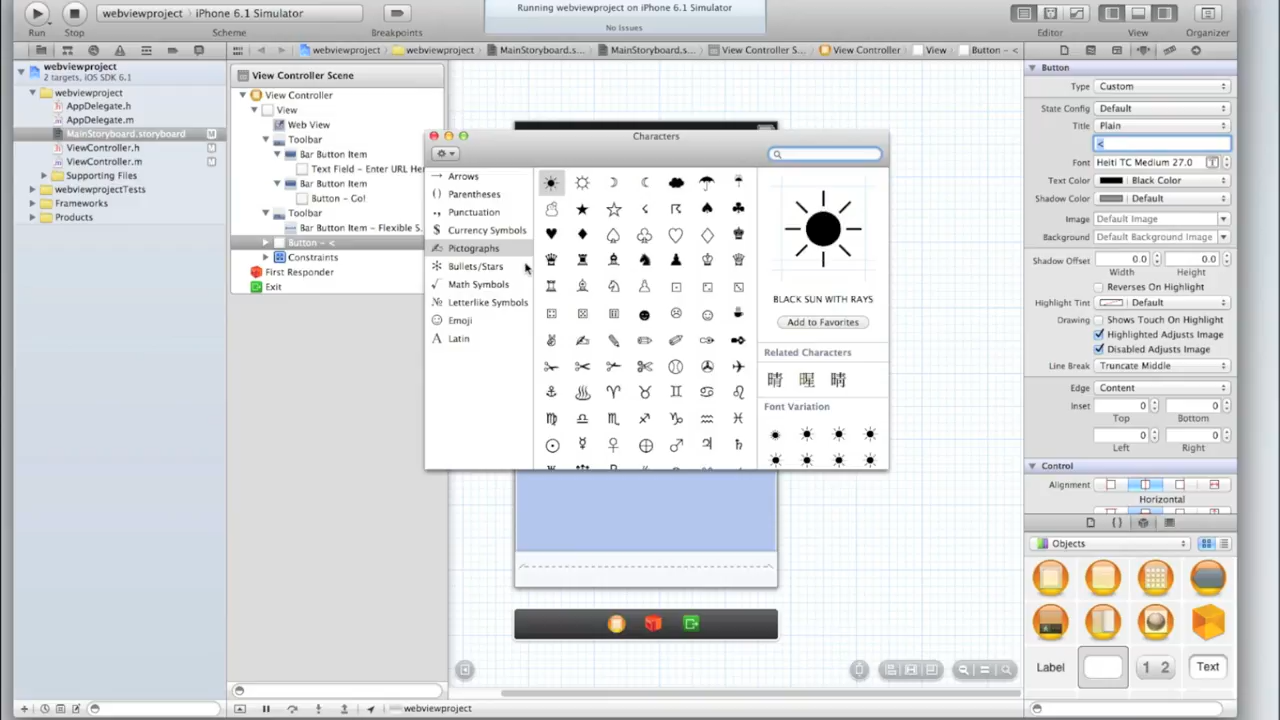 Running webviewproject on iPhone 6.1 Simulator
No Issues
webviewproject 〉 iPhone 6.1 Simulator
Run
Stop
Scheme
Breakpoints
Editor
View
Organizer
webviewproject
webviewproject
MainStoryboard.s...
MainStoryboard.s...
View Controller S...
View Controller
View
Button - <
webviewproject
2 targets, iOS SDK 6.1
webviewproject
AppDelegate.h
AppDelegate.m
MainStoryboard.storyboard
M
ViewController.h
ViewController.m
Supporting Files
webviewprojectTests
Frameworks
Products
View Controller Scene
View Controller
View
Web View
Toolbar
Bar Button Item
Text Field - Enter URL He
Bar Button Item
Button - Go!
Toolbar
Bar Button Item - Flexible S...
Button - <
Constraints
First Responder
Exit
Characters
Arrows
Parentheses
Punctuation
Currency Symbols
Pictographs
Bullets/Stars
Math Symbols
Letterlike Symbols
Emoji
Latin
BLACK SUN WITH RAYS
Add to Favorites
Related Characters
晴 暒 晴
Font Variation
Button
Type
Custom
State Config
Default
Title
Plain
<
Font
Heiti TC Medium 27.0
T
Text Color
Black Color
Shadow Color
Default
Image
Default Image
Background
Default Background Image
Shadow Offset
0.0
0.0
Width
Height
Reverses On Highlight
Highlight Tint
Default
Drawing
Shows Touch On Highlight
Highlighted Adjusts Image
Disabled Adjusts Image
Line Break
Truncate Middle
Edge
Content
Inset
0
0
Top
Bottom
0
0
Left
Right
Control
Alignment
Horizontal
Objects
Label
1 2
Text
webviewproject